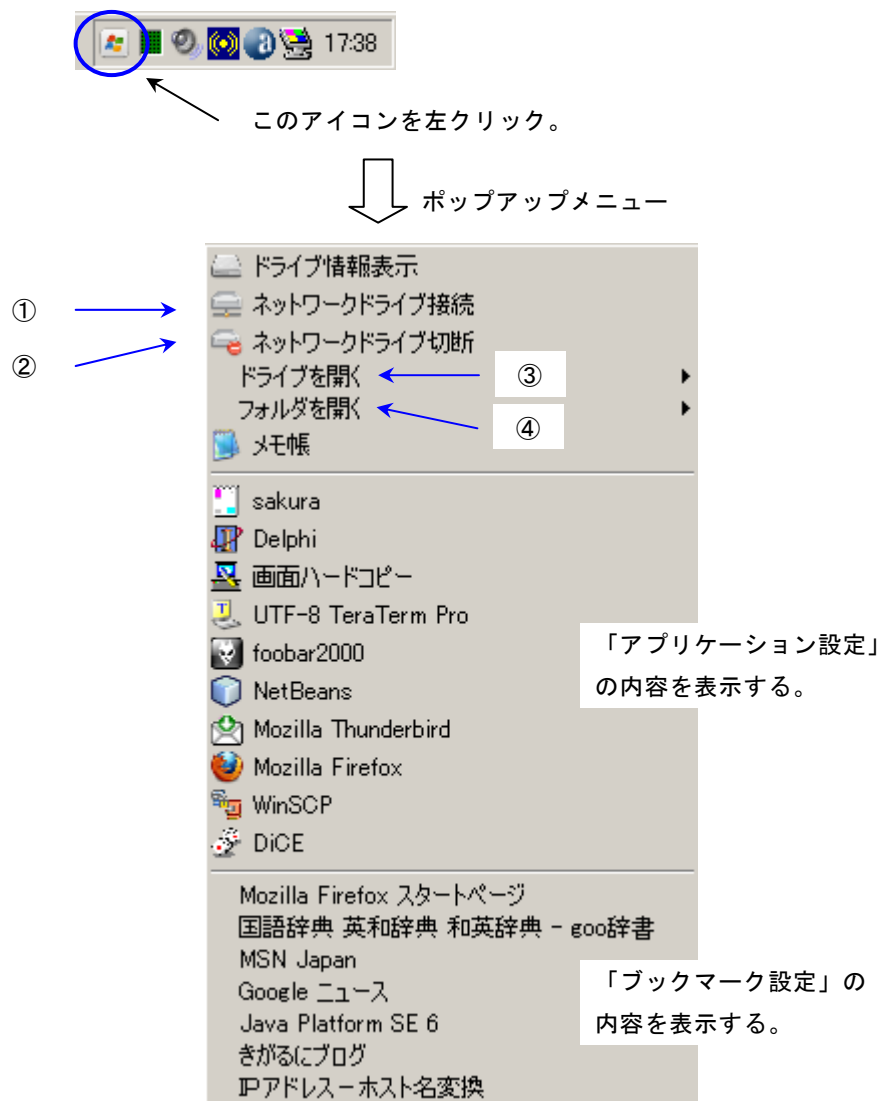 17:38
このアイコンを左クリック。
ポップアップメニュー
ドライブ情報表示
① ネットワークドライブ接続
② ネットワークドライブ切断
ドライブを開く ③
フォルダを開く ④
メモ帳
sakura
Delphi
画面ハードコピー
UTF-8 TeraTerm Pro
foobar2000
NetBeans
Mozilla Thunderbird
Mozilla Firefox
WinSCP
DiCE
「アプリケーション設定」
の内容を表示する。
Mozilla Firefox スタートページ
国語辞典 英和辞典 和英辞典 - goo辞書
MSN Japan
Google ニュース
Java Platform SE 6
きがるにブログ
IPアドレスーホスト名変換
「ブックマーク設定」の
内容を表示する。